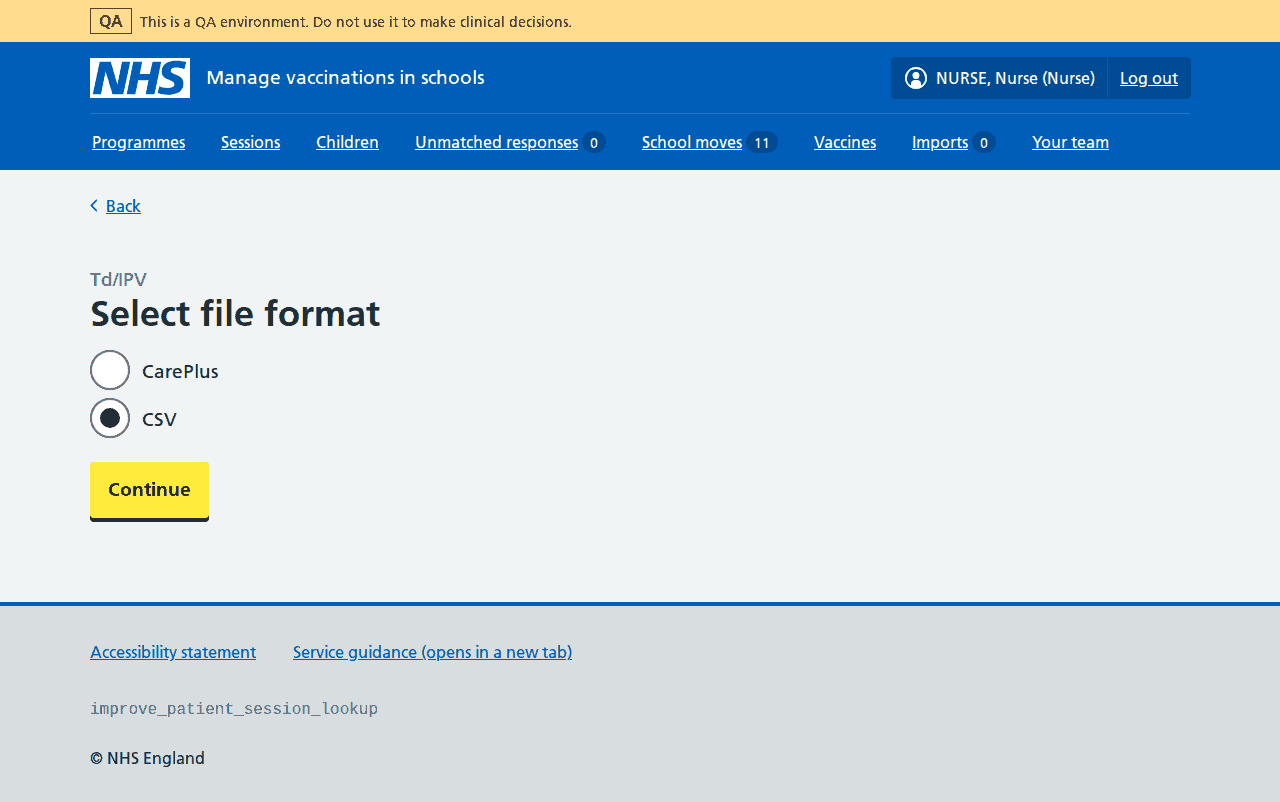 QA This is a QA environment. Do not use it to make clinical decisions.
NHS Manage vaccinations in schools NURSE, Nurse (Nurse) Log out
Programmes Sessions Children Unmatched responses 0 School moves 11 Vaccines Imports 0 Your team
Back
Td/IPV
Select file format
CarePlus
CSV
Continue
Accessibility statement Service guidance (opens in a new tab)
improve_patient_session_lookup
© NHS England